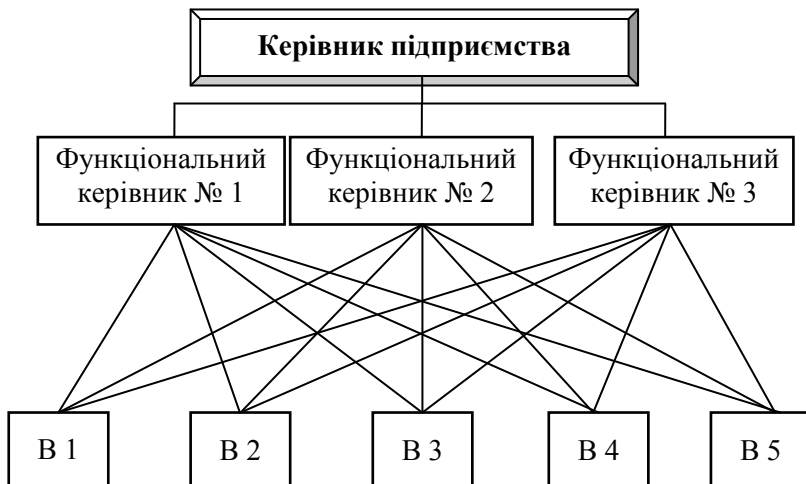 Керівник підприємства
Функціональний
керівник № 1
Функціональний
керівник № 2
Функціональний
керівник № 3
В 1
В 2
В 3
В 4
В 5